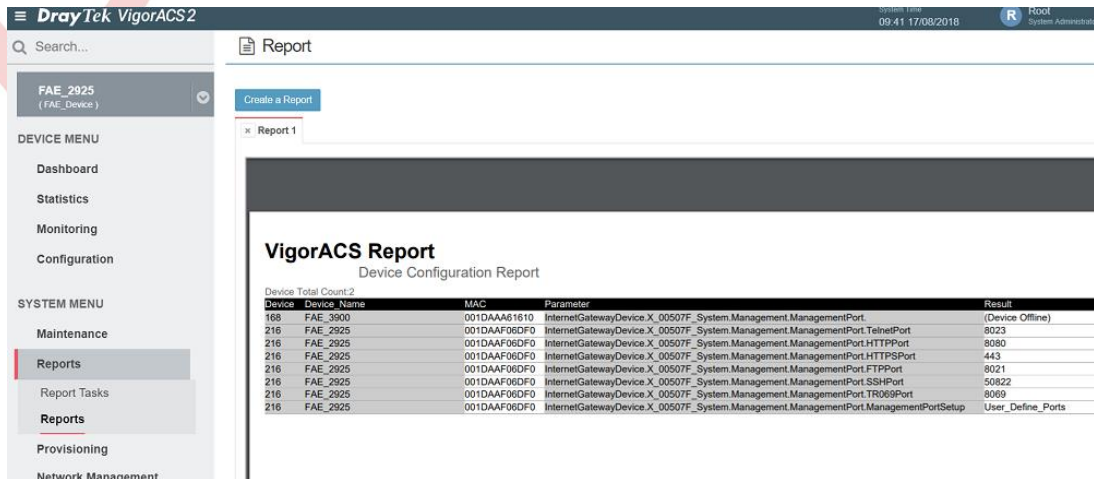 ≡ DrayTek VigorACS2
System Time
09:41 17/08/2018
R
Root
System Administrator
Search...
Report
FAE_2925
( FAE_Device )
Create a Report
× Report 1
DEVICE MENU
Dashboard
Statistics
Monitoring
Configuration
VigorACS Report
Device Configuration Report
Device Total Count:2
Device Device_Name MAC Parameter Result
168 FAE_3900 001DAAA61610 InternetGatewayDevice.X_00507F_System.Management.ManagementPort. (Device Offline)
216 FAE_2925 001DAAF06DF0 InternetGatewayDevice.X_00507F_System.Management.ManagementPort.TelnetPort 8023
216 FAE_2925 001DAAF06DF0 InternetGatewayDevice.X_00507F_System.Management.ManagementPort.HTTPPort 8080
216 FAE_2925 001DAAF06DF0 InternetGatewayDevice.X_00507F_System.Management.ManagementPort.HTTPSPort 443
216 FAE_2925 001DAAF06DF0 InternetGatewayDevice.X_00507F_System.Management.ManagementPort.FTPPort 8021
216 FAE_2925 001DAAF06DF0 InternetGatewayDevice.X_00507F_System.Management.ManagementPort.SSHPort 50822
216 FAE_2925 001DAAF06DF0 InternetGatewayDevice.X_00507F_System.Management.ManagementPort.TR069Port 8069
216 FAE_2925 001DAAF06DF0 InternetGatewayDevice.X_00507F_System.Management.ManagementPort.ManagementPortSetup User_Define_Ports
SYSTEM MENU
Maintenance
Reports
Report Tasks
Reports
Provisioning
Network Management